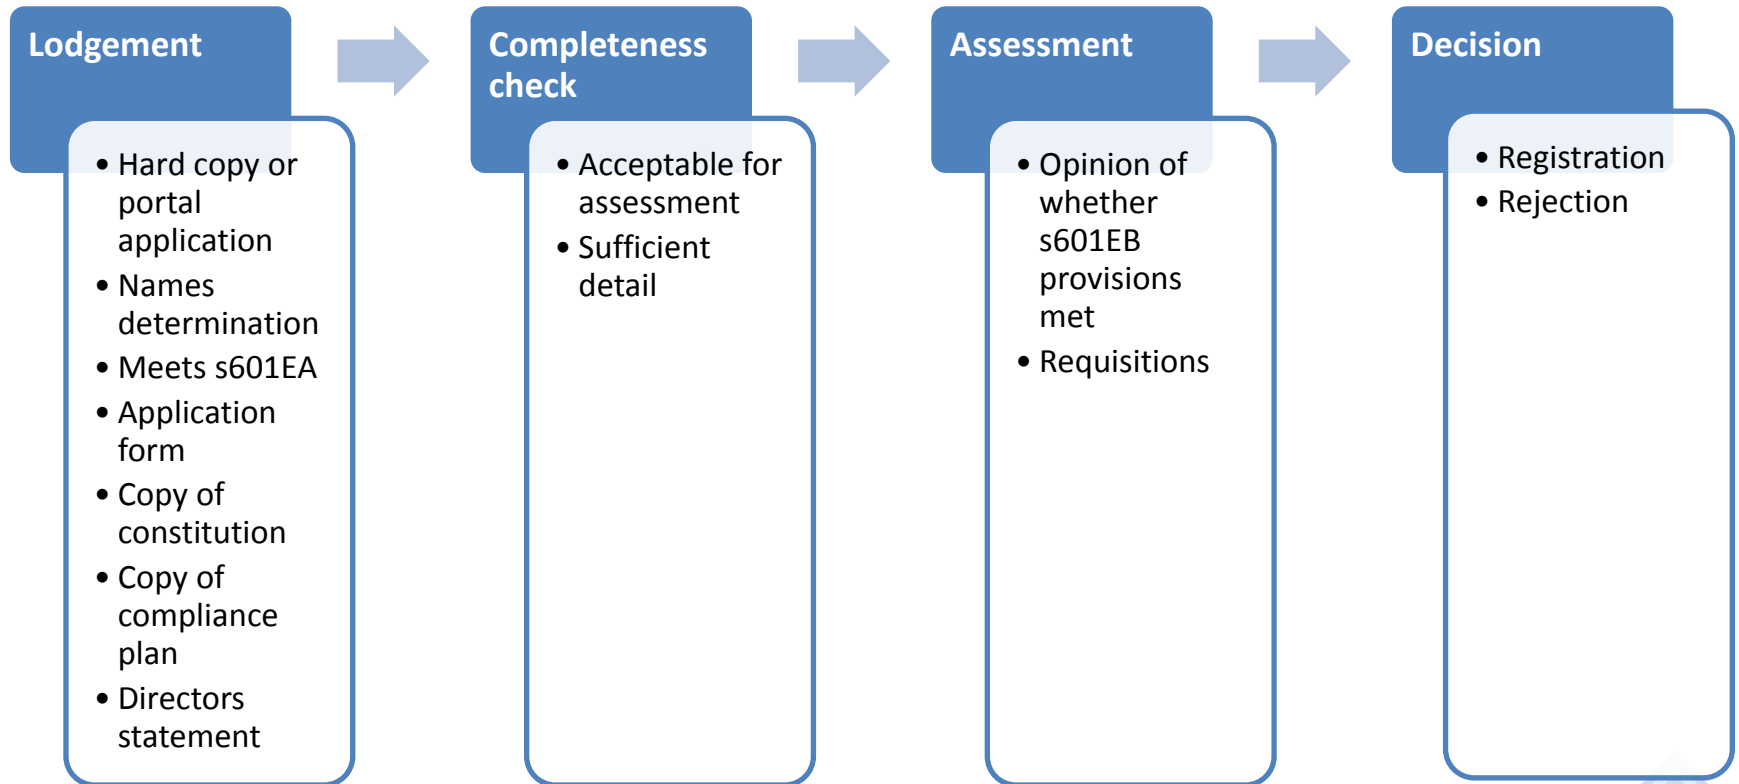 Lodgement
• Hard copy or
portal
application
• Names
determination
• Meets s601EA
• Application
form
• Copy of
constitution
• Copy of
compliance
plan
• Directors
statement
Completeness
check
• Acceptable for
assessment
• Sufficient
detail
Assessment
• Opinion of
whether
s601EB
provisions
met
• Requisitions
Decision
• Registration
• Rejection